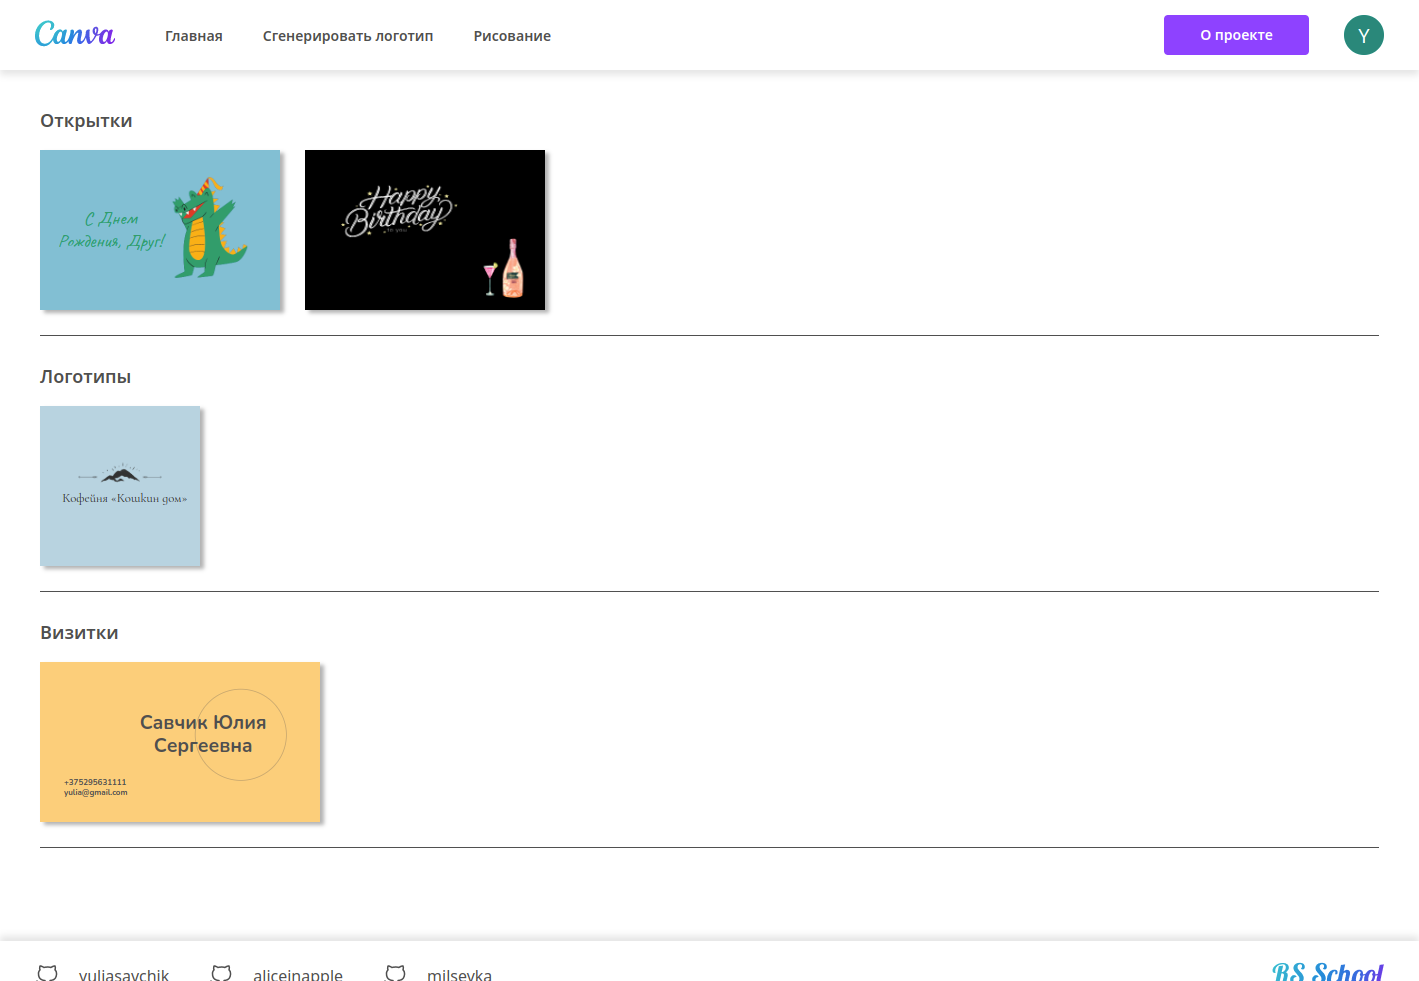 Canva
Главная
Сгенерировать логотип
Рисование
О проекте
Y
Открытки
С Днем
Рождения, Друг!
Happy
Birthday
to you
Логотипы
Кофейня «Кошкин дом»
Визитки
Савчик Юлия
Сергеевна
+375295631111
yulia@gmail.com
yuliasavchik
aliceinapple
milsevka
RS School